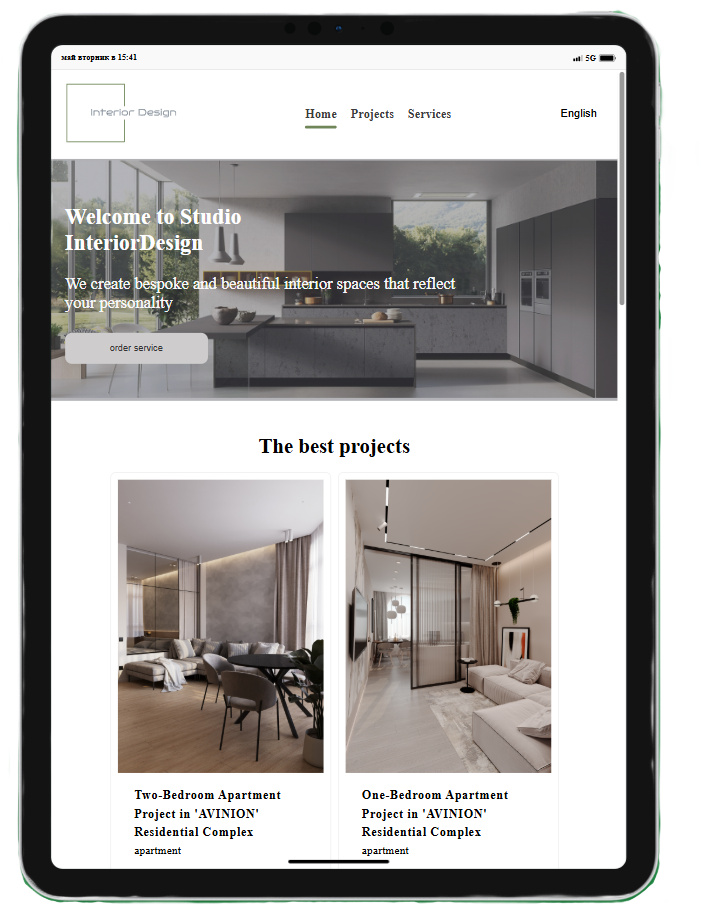 май вторник в 15:41
5G
Interior Design
Home Projects Services
English
Welcome to Studio
InteriorDesign
We create bespoke and beautiful interior spaces that reflect
your personality
order service
The best projects
Two-Bedroom Apartment
Project in 'AVINION'
Residential Complex
apartment
One-Bedroom Apartment
Project in 'AVINION'
Residential Complex
apartment